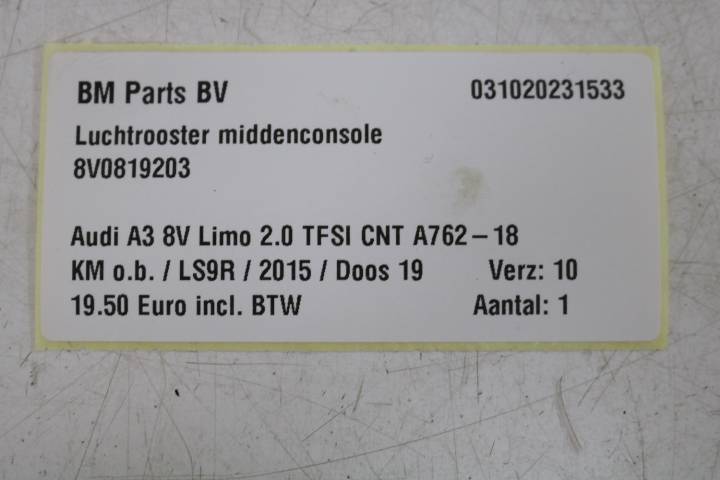 BM Parts BV 031020231533
Luchtrooster middenconsole
8V0819203
Audi A3 8V Limo 2.0 TFSI CNT A762-18
KM o.b. / LS9R / 2015 / Doos 19 Verz: 10
19.50 Euro incl. BTW Aantal: 1